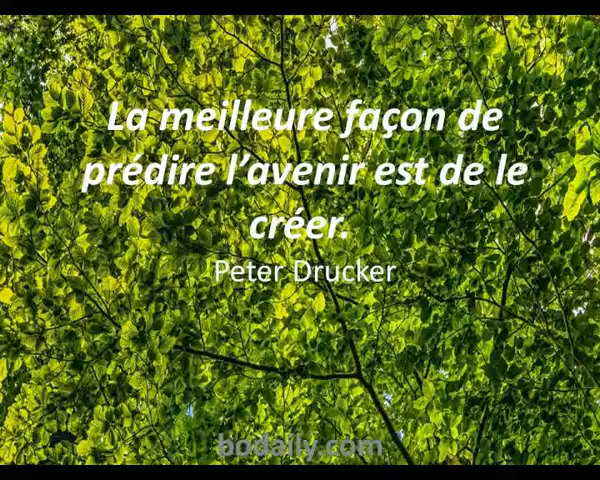 La meilleure façon de
prédire l’avenir est de le
créer.
Peter Drucker
bodaily.com